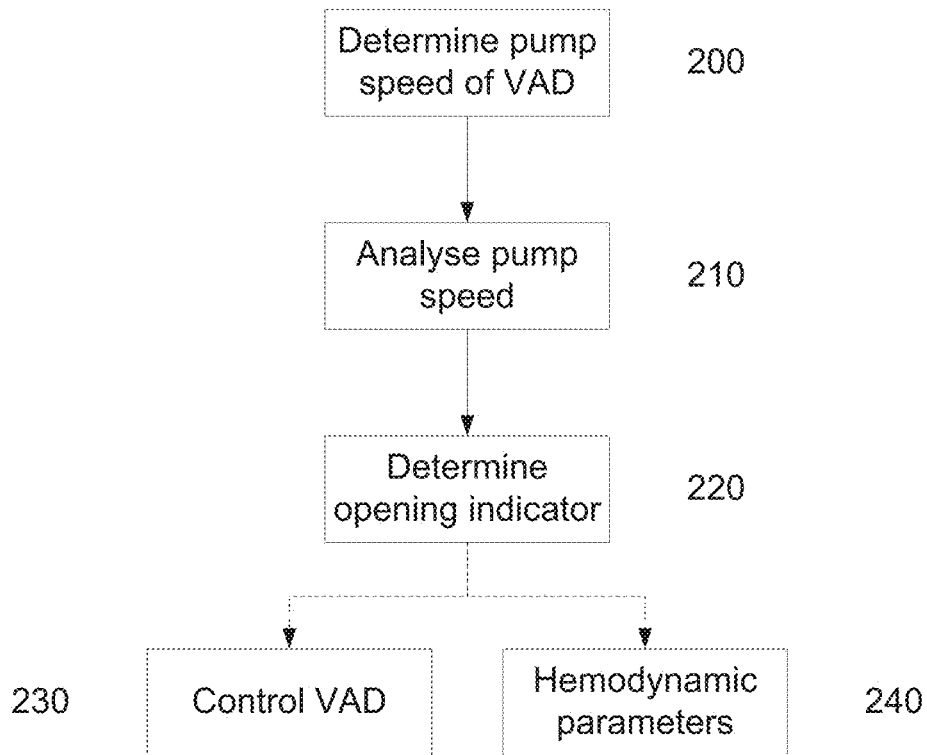 Determine pump
speed of VAD
200
Analyse pump
speed
210
Determine
opening indicator
220
230
Control VAD
Hemodynamic
parameters
240